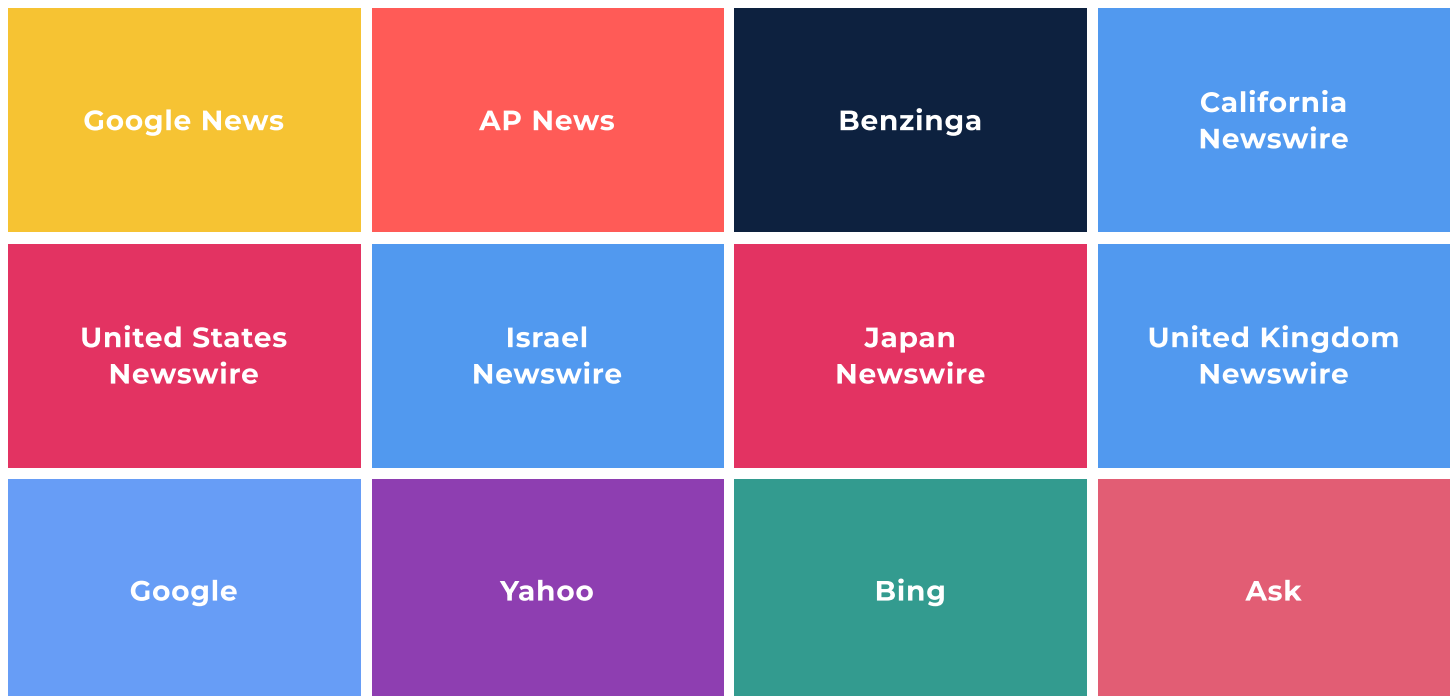 Google News
AP News
Benzinga
California
Newswire
United States
Newswire
Israel
Newswire
Japan
Newswire
United Kingdom
Newswire
Google
Yahoo
Bing
Ask